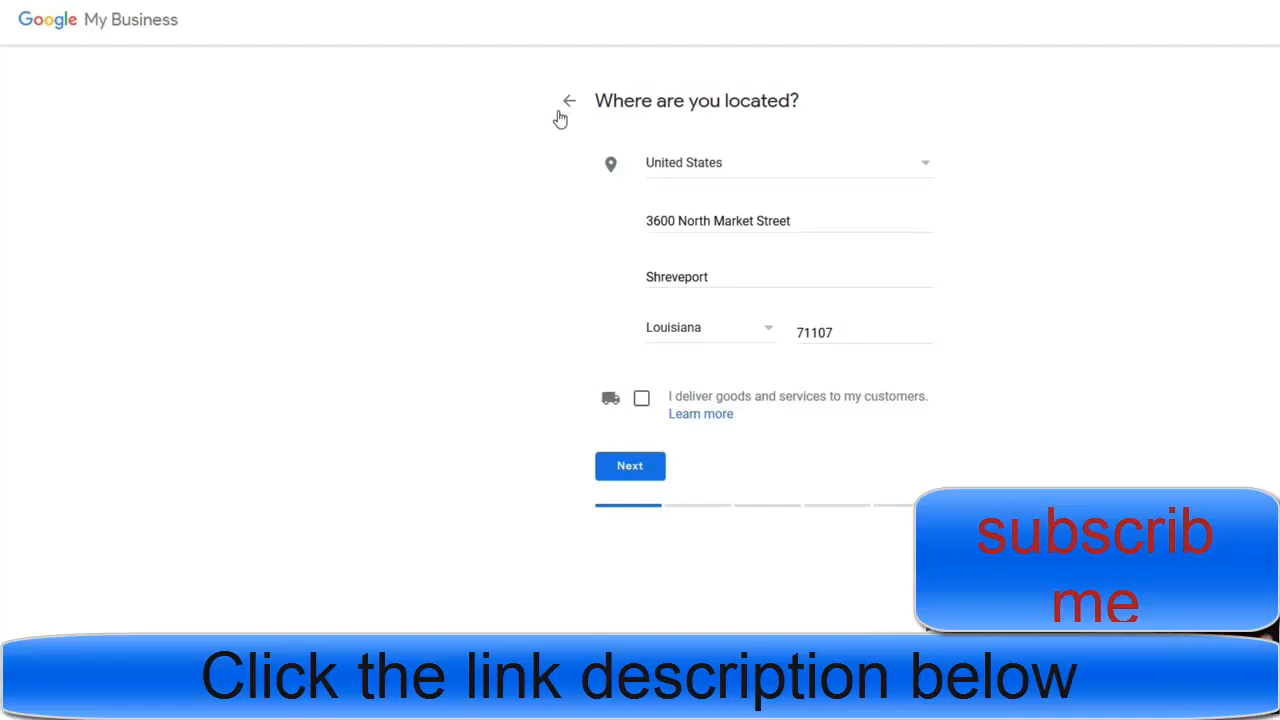 Google My Business
Where are you located?
United States
3600 North Market Street
Shreveport
Louisiana
71107
I deliver goods and services to my customers.
Learn more
Next
subscrib
me
Click the link description below